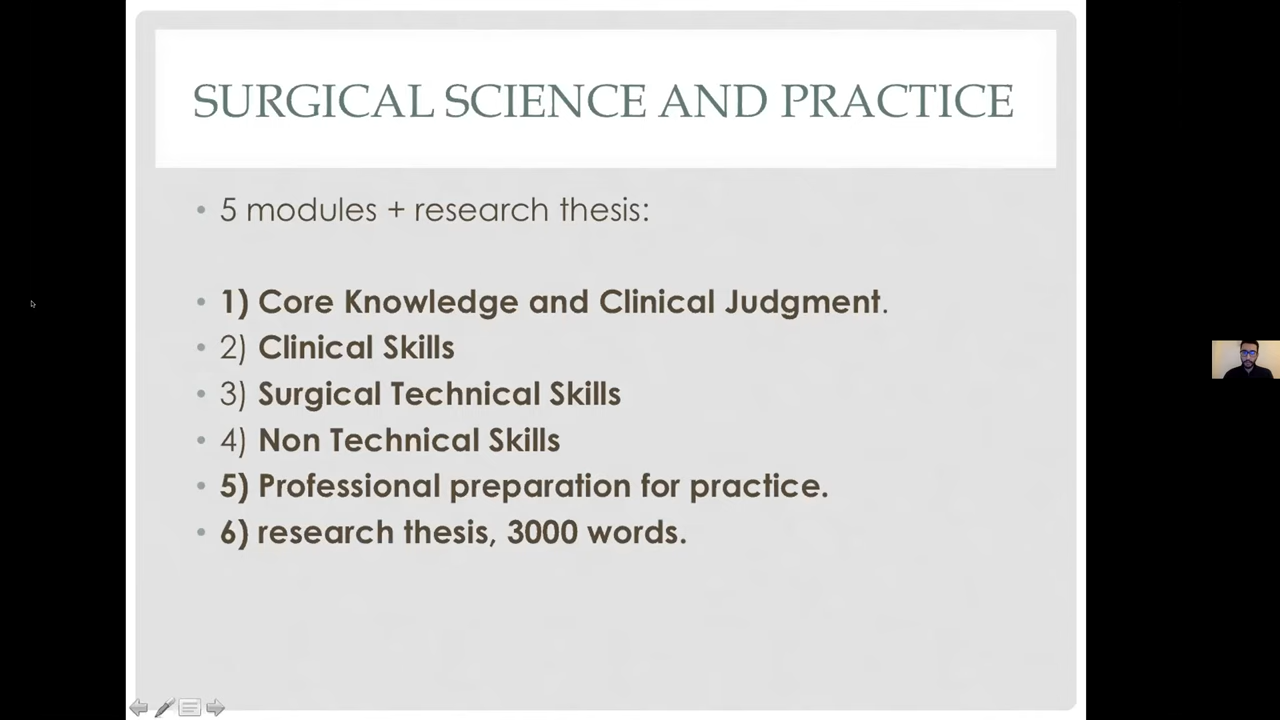 SURGICAL SCIENCE AND PRACTICE
• 5 modules + research thesis:
• 1) Core Knowledge and Clinical Judgment.
• 2) Clinical Skills
• 3) Surgical Technical Skills
• 4) Non Technical Skills
• 5) Professional preparation for practice.
• 6) research thesis, 3000 words.